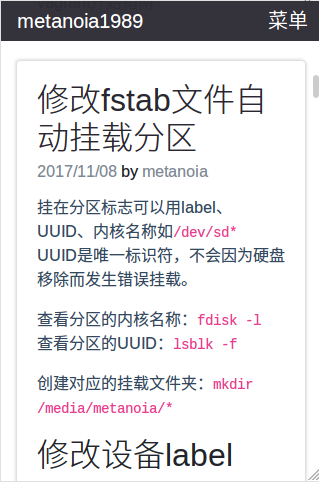 metanoia1989 菜单
修改fstab文件自
动挂载分区
2017/11/08 by metanoia
挂在分区标志可以用label、
UUID、内核名称如/dev/sd*
UUID是唯一标识符，不会因为硬盘
移除而发生错误挂载。
查看分区的内核名称：fdisk -l
查看分区的UUID：lsblk -f
创建对应的挂载文件夹：mkdir
/media/metanoia/*
修改设备label